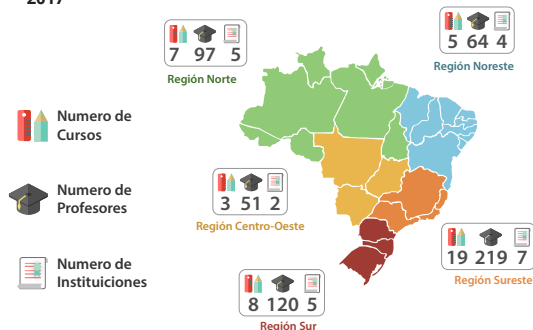 2017
7 97 5
Región Norte
5 64 4
Región Noreste
Numero de
Cursos
Numero de
Profesores
Numero de
Instituiciones
3 51 2
Región Centro-Oeste
19 219 7
Región Sureste
8 120 5
Región Sur